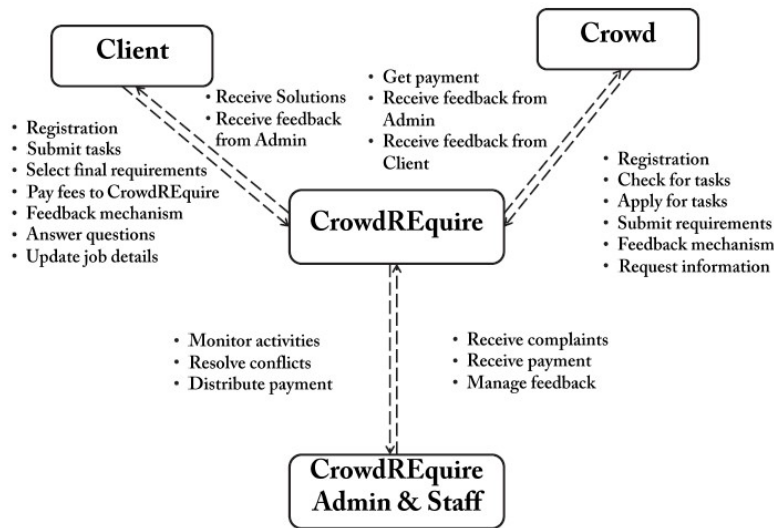 Client
Crowd
• Receive Solutions
• Receive feedback
from Admin
• Get payment
• Receive feedback from
Admin
• Receive feedback from
Client
• Registration
• Submit tasks
• Select final requirements
• Pay fees to CrowdREquire
• Feedback mechanism
• Answer questions
• Update job details
• Registration
• Check for tasks
• Apply for tasks
• Submit requirements
• Feedback mechanism
• Request information
CrowdREquire
• Monitor activities
• Resolve conflicts
• Distribute payment
• Receive complaints
• Receive payment
• Manage feedback
CrowdREquire
Admin & Staff